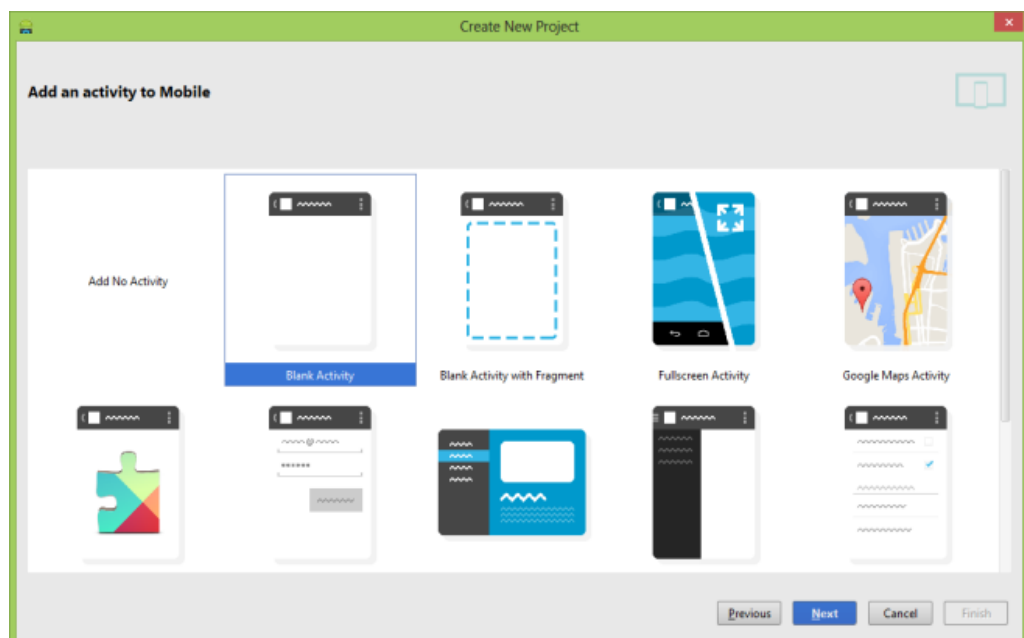 Create New Project
Add an activity to Mobile
Add No Activity
Blank Activity
Blank Activity with Fragment
Fullscreen Activity
Google Maps Activity
Previous
Next
Cancel
Finish